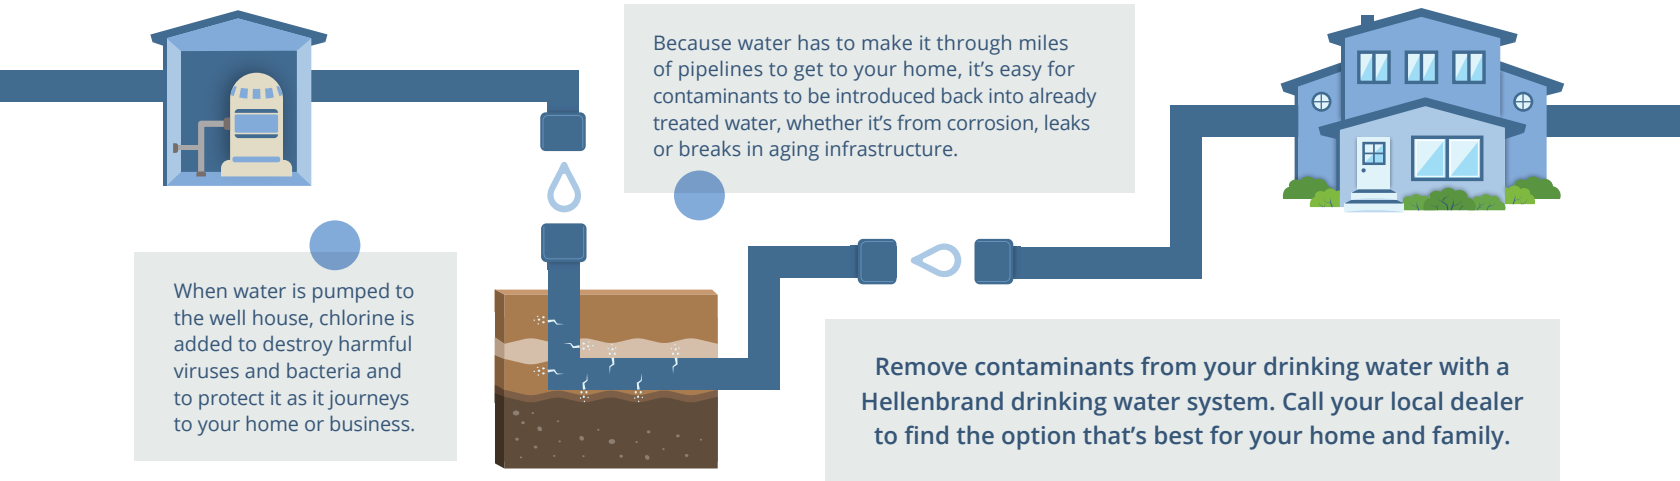 Because water has to make it through miles
of pipelines to get to your home, it’s easy for
contaminants to be introduced back into already
treated water, whether it’s from corrosion, leaks
or breaks in aging infrastructure.
When water is pumped to
the well house, chlorine is
added to destroy harmful
viruses and bacteria and
to protect it as it journeys
to your home or business.
Remove contaminants from your drinking water with a
Hellenbrand drinking water system. Call your local dealer
to find the option that’s best for your home and family.